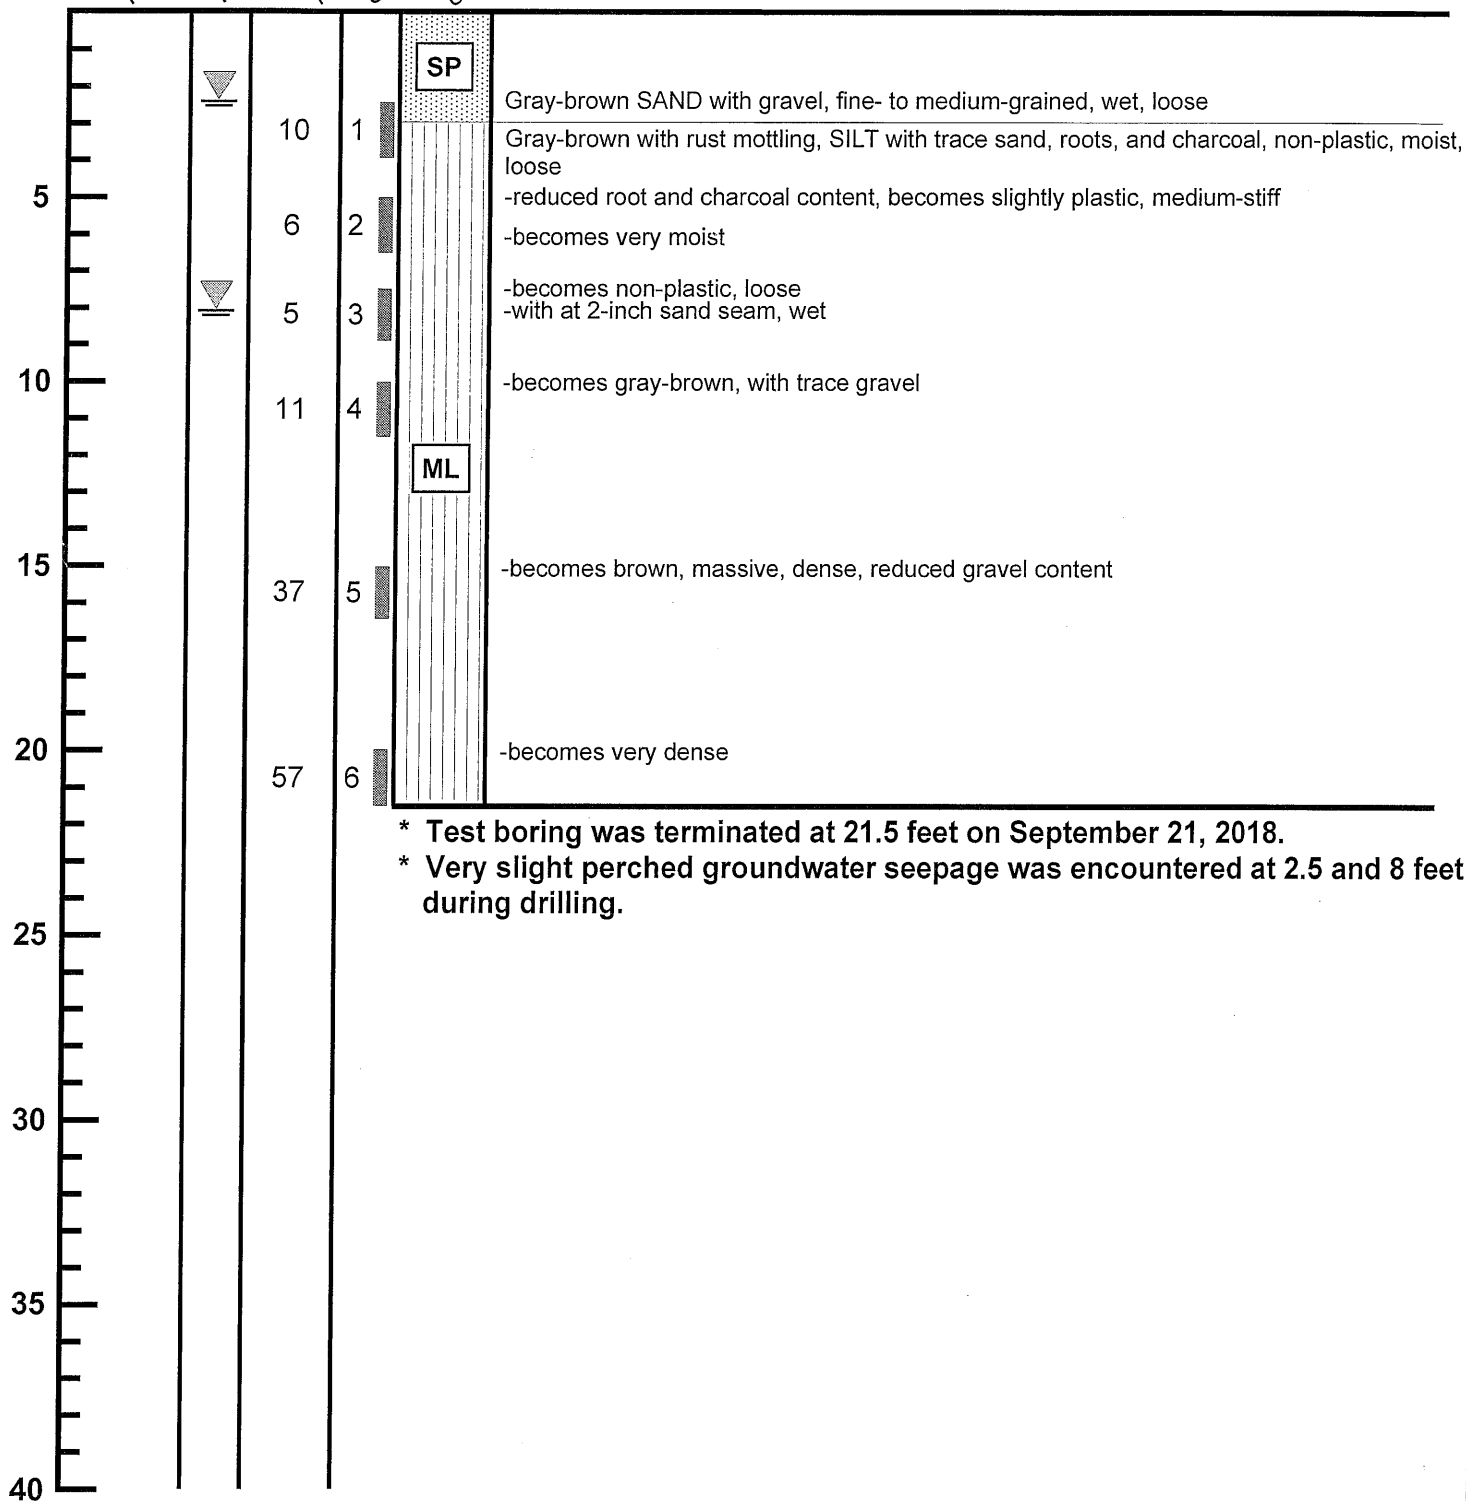 SP
Gray-brown SAND with gravel, fine- to medium-grained, wet, loose
10 1
Gray-brown with rust mottling, SILT with trace sand, roots, and charcoal, non-plastic, moist,
loose
5
-reduced root and charcoal content, becomes slightly plastic, medium-stiff
6 2
-becomes very moist
-becomes non-plastic, loose
5 3
-with at 2-inch sand seam, wet
10
-becomes gray-brown, with trace gravel
11 4
ML
15
-becomes brown, massive, dense, reduced gravel content
37 5
20
-becomes very dense
57 6
* Test boring was terminated at 21.5 feet on September 21, 2018.
* Very slight perched groundwater seepage was encountered at 2.5 and 8 feet
during drilling.
25
30
35
40